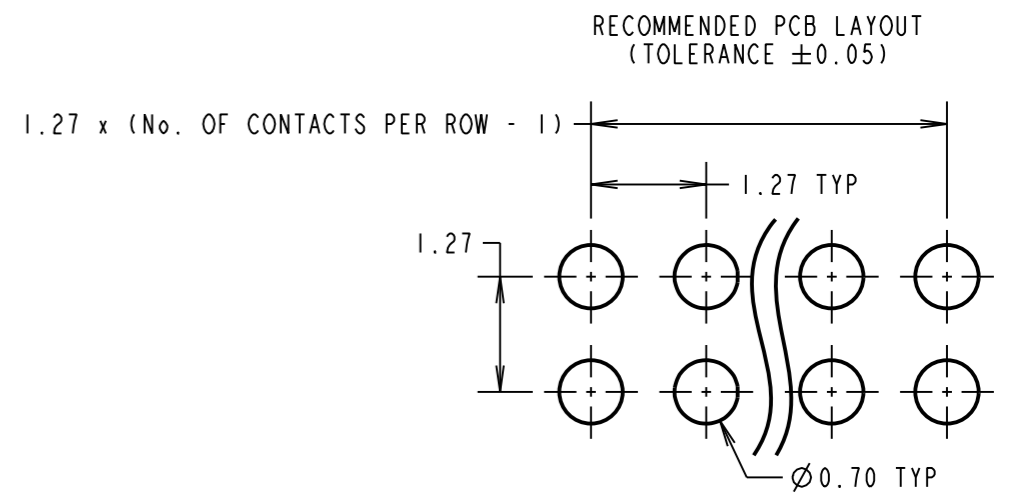 RECOMMENDED PCB LAYOUT
(TOLERANCE ±0.05)
1.27 x (No. OF CONTACTS PER ROW - 1)
1.27 TYP
1.27
Ø0.70 TYP